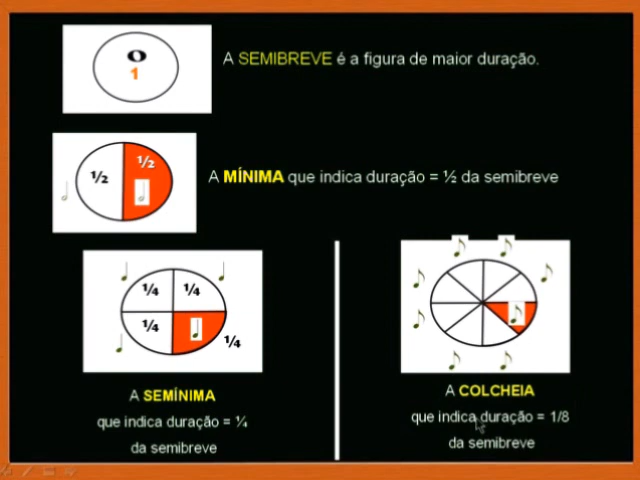 1
A SEMIBREVE é a figura de maior duração.
½ ½
A MÍNIMA que indica duração = ½ da semibreve
¼ ¼
¼ ¼
A SEMÍNIMA
que indica duração = ¼
da semibreve
A COLCHEIA
que indica duração = 1/8
da semibreve